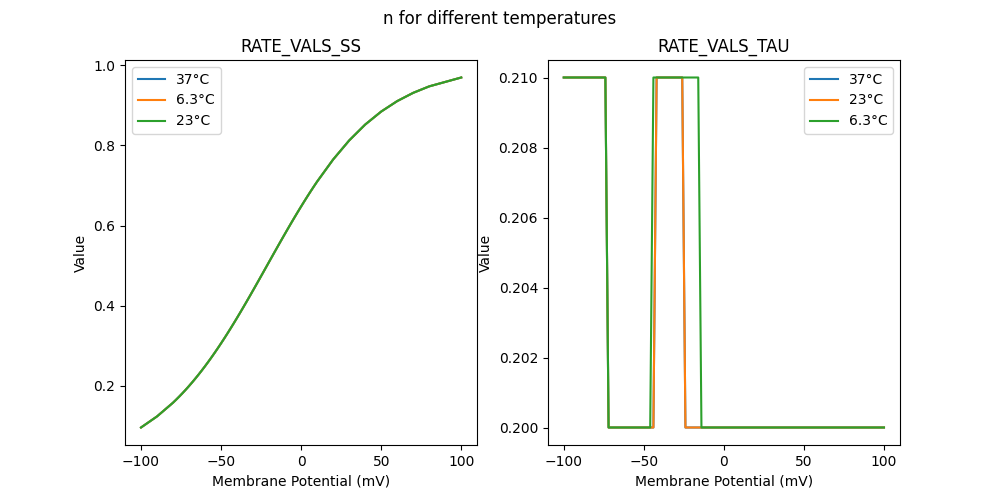 n for different temperatures
RATE_VALS_SS
1.0
0.8
0.6
0.4
0.2
Value
37°C
6.3°C
23°C
−100
−50
0
50
100
Membrane Potential (mV)
RATE_VALS_TAU
0.210
0.208
0.206
0.204
0.202
0.200
Value
37°C
23°C
6.3°C
−100
−50
0
50
100
Membrane Potential (mV)